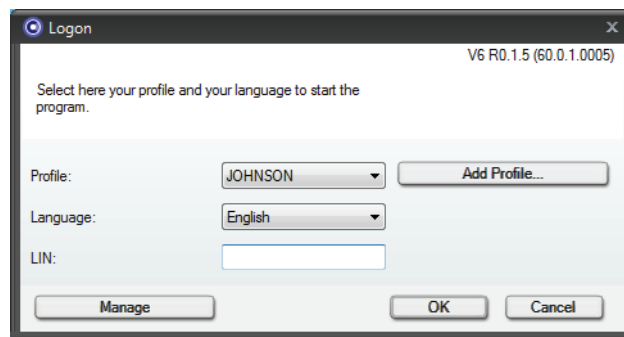 Logon
V6 R0.1.5 (60.0.1.0005)
Select here your profile and your language to start the
program.
Profile: JOHNSON Add Profile...
Language: English
LIN:
Manage OK Cancel